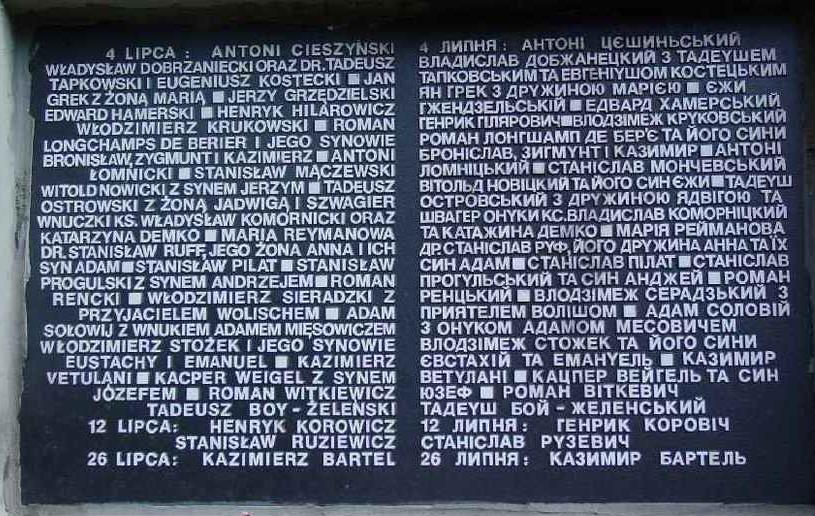 4 LIPCA: ANTONI CIESZYŃSKI
WŁADYSŁAW DOBRZANIECKI ORAZ DR. TADEUSZ
TAPKOWSKI I EUGENIUSZ KOSTECKI ■ JAN
GREK Z ŻONĄ MARIĄ ■ JERZY GRZĘDZIELSKI
EDWARD HAMERSKI ■ HENRYK HILAROWICZ
WŁODZIMIERZ KRUKOWSKI ■ ROMAN
LONGCHAMPS DE BERIER I JEGO SYNOWIE
BRONISŁAW, ZYGMUNT I KAZIMIERZ ■ ANTONI
ŁOMNICKI ■ STANISŁAW MĄCZEWSKI
WITOLD NOWICKI Z SYNEM JERZYM ■ TADEUSZ
OSTROWSKI Z ŻONĄ JADWIGĄ I SZWAGIER
WNUCZKI KS. WŁADYSŁAW KOMORNICKI ORAZ
KATARZYNA DEMKO ■ MARIA REYMANOWA
DR. STANISŁAW RUFF, JEGO ŻONA ANNA I ICH
SYN ADAM ■ STANISŁAW PILAT ■ STANISŁAW
PROGULSKI Z SYNEM ANDRZEJEM ■ ROMAN
RENCKI ■ WŁODZIMIERZ SIERADZKI Z
PRZYJACIELEM WOLISCHEM ■ ADAM
SOŁOWIJ Z WNUKIEM ADAMEM MIĘSOWICZEM
WŁODZIMIERZ STOŻEK I JEGO SYNOWIE
EUSTACHY I EMANUEL ■ KAZIMIERZ
VETULANI ■ KACPER WEIGEL Z SYNEM
JÓZEFEM ■ ROMAN WITKIEWICZ
TADEUSZ BOY-ŻELEŃSKI
12 LIPCA: HENRYK KOROWICZ
STANISŁAW RUZIEWICZ
26 LIPCA: KAZIMIERZ BARTEL
4 ЛИПНЯ: АНТОНІ ЦЄШИНЬСЬКИЙ
ВЛАДИСЛАВ ДОБЖАНЕЦКИЙ З ТАДЕУШЕМ
ТАПКОВСЬКИМ ТА ЕВГЕНІУШОМ КОСТЕЦЬКИМ
ЯН ГРЕК З ДРУЖИНОЮ МАРІЄЮ ■ ЄЖИ
ГЖЕНДЗЕЛЬСЬКІЙ ■ ЕДВАРД ХАМЕРСЬКИЙ
ГЕНРИК ГІЛЯРОВИЧ ■ ВЛОДЗІМЕЖ КРУКОВСЬКИЙ
РОМАН ЛОНГШАМП ДЕ БЕР'Є ТА ЙОГО СИНИ
БРОНІСЛАВ, ЗИГМУНТ І КАЗИМИР ■ АНТОНІ
ЛОМНІЦЬКИЙ ■ СТАНІСЛАВ МОНЧЕВСЬКИЙ
ВІТОЛЬД НОВІЦКИЙ ТА ЙОГО СИН ЄЖИ ■ ТАДЕУШ
ОСТРОВСЬКИЙ З ДРУЖИНОЮ ЯДВІГОЮ ТА
ШВАГЕР ОНУКИ КС. ВЛАДИСЛАВ КОМОРНІЦКИЙ
ТА КАТАЖИНА ДЕМКО ■ МАРІЯ РЕЙМАНОВА
ДР. СТАНІСЛАВ РУФ, ЙОГО ДРУЖИНА АННА ТА ЇХ
СИН АДАМ ■ СТАНІСЛАВ ПІЛАТ ■ СТАНІСЛАВ
ПРОГУЛЬСЬКИЙ ТА СИН АНДЖЕЙ ■ РОМАН
РЕНЦЬКИЙ ■ ВЛОДЗІМЕЖ СЕРАДЗЬКИЙ З
ПРИЯТЕЛЕМ ВОЛІШОМ ■ АДАМ СОЛОВІЙ
З ОНУКОМ АДАМОМ МЕСОВИЧЕМ
ВЛОДЗІМЕЖ СТОЖЕК ТА ЙОГО СИНИ
ЄВСТАХІЙ ТА ЕМАНУЕЛЬ ■ КАЗИМИР
ВЕТУЛАНІ ■ КАЦПЕР ВЕЙГЕЛЬ ТА СИН
ЮЗЕФ ■ РОМАН ВІТКЕВИЧ
ТАДЕУШ БОЙ-ЖЕЛЕНСЬКИЙ
12 ЛИПНЯ: ГЕНРИК КОРОВІЧ
СТАНІСЛАВ РУЗЕВИЧ
26 ЛИПНЯ: КАЗИМИР БАРТЕЛЬ